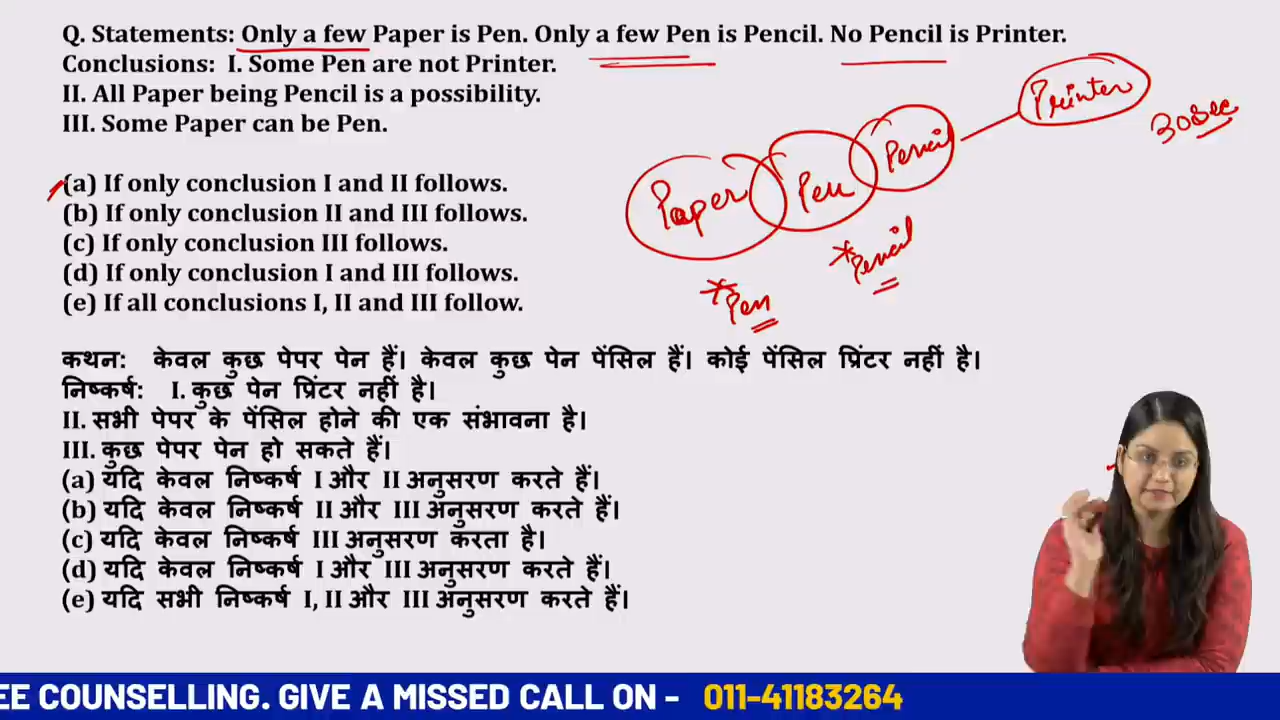 Q. Statements: Only a few Paper is Pen. Only a few Pen is Pencil. No Pencil is Printer.
Conclusions: I. Some Pen are not Printer.
II. All Paper being Pencil is a possibility.
III. Some Paper can be Pen.
(a) If only conclusion I and II follows.
(b) If only conclusion II and III follows.
(c) If only conclusion III follows.
(d) If only conclusion I and III follows.
(e) If all conclusions I, II and III follow.
Paper
Pen
Pencil
Printer
30sec
*Pen
*Pencil
कथन: केवल कुछ पेपर पेन हैं। केवल कुछ पेन पेंसिल हैं। कोई पेंसिल प्रिंटर नहीं है।
निष्कर्ष: I. कुछ पेन प्रिंटर नहीं है।
II. सभी पेपर के पेंसिल होने की एक संभावना है।
III. कुछ पेपर पेन हो सकते हैं।
(a) यदि केवल निष्कर्ष I और II अनुसरण करते हैं।
(b) यदि केवल निष्कर्ष II और III अनुसरण करते हैं।
(c) यदि केवल निष्कर्ष III अनुसरण करता है।
(d) यदि केवल निष्कर्ष I और III अनुसरण करते हैं।
(e) यदि सभी निष्कर्ष I, II और III अनुसरण करते हैं।
EE COUNSELLING. GIVE A MISSED CALL ON - 011-41183264